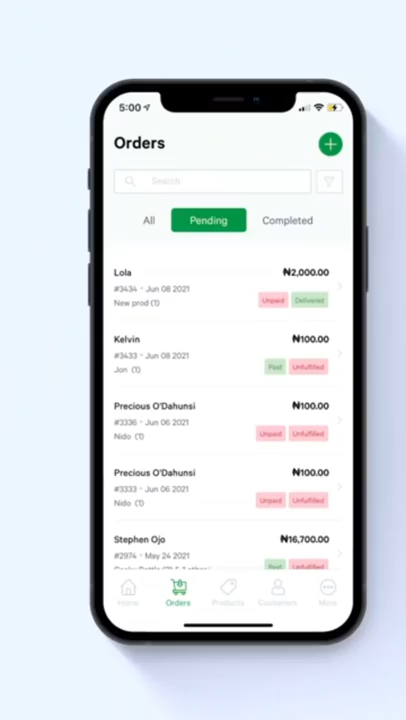 5:00
Orders
Search
All Pending Completed
Lola ₦2,000.00
#3434 • Jun 08 2021 Unpaid Delivered
New prod (1)
Kelvin ₦100.00
#3433 • Jun 08 2021 Paid Unfulfilled
Jon (1)
Precious O'Dahunsi ₦100.00
#3336 • Jun 06 2021 Unpaid Unfulfilled
Nido (1)
Precious O'Dahunsi ₦100.00
#3333 • Jun 06 2021 Unpaid Unfulfilled
Nido (1)
Stephen Ojo ₦16,700.00
#2974 • May 24 2021 Paid Unfulfilled
Home Orders Products Customers More